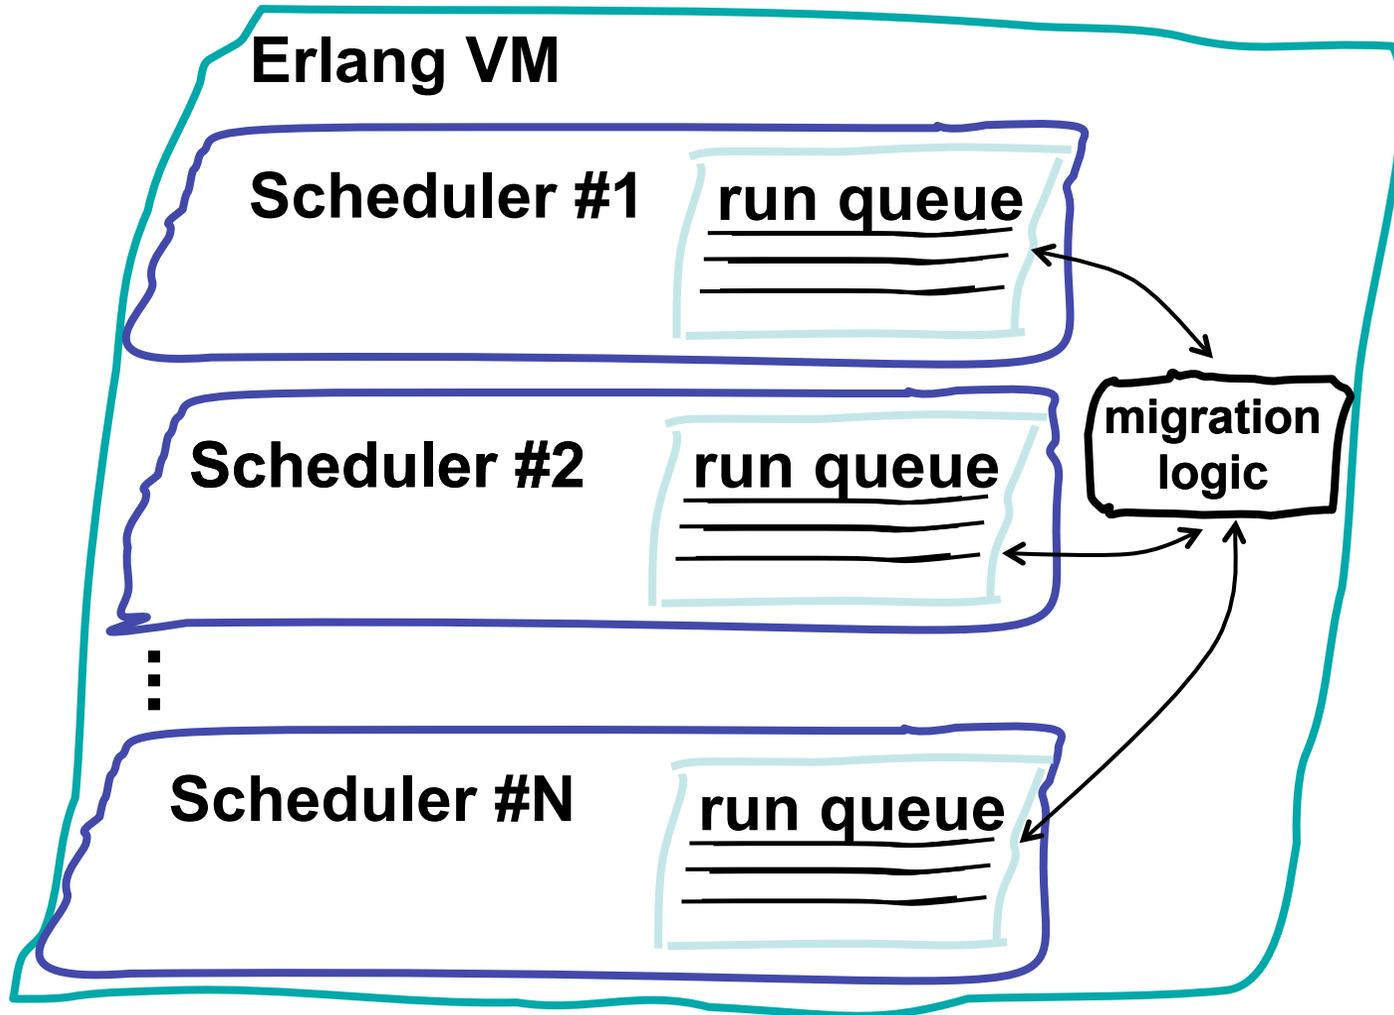 Erlang VM
Scheduler #1
run queue
migration
logic
Scheduler #2
run queue
Scheduler #N
run queue